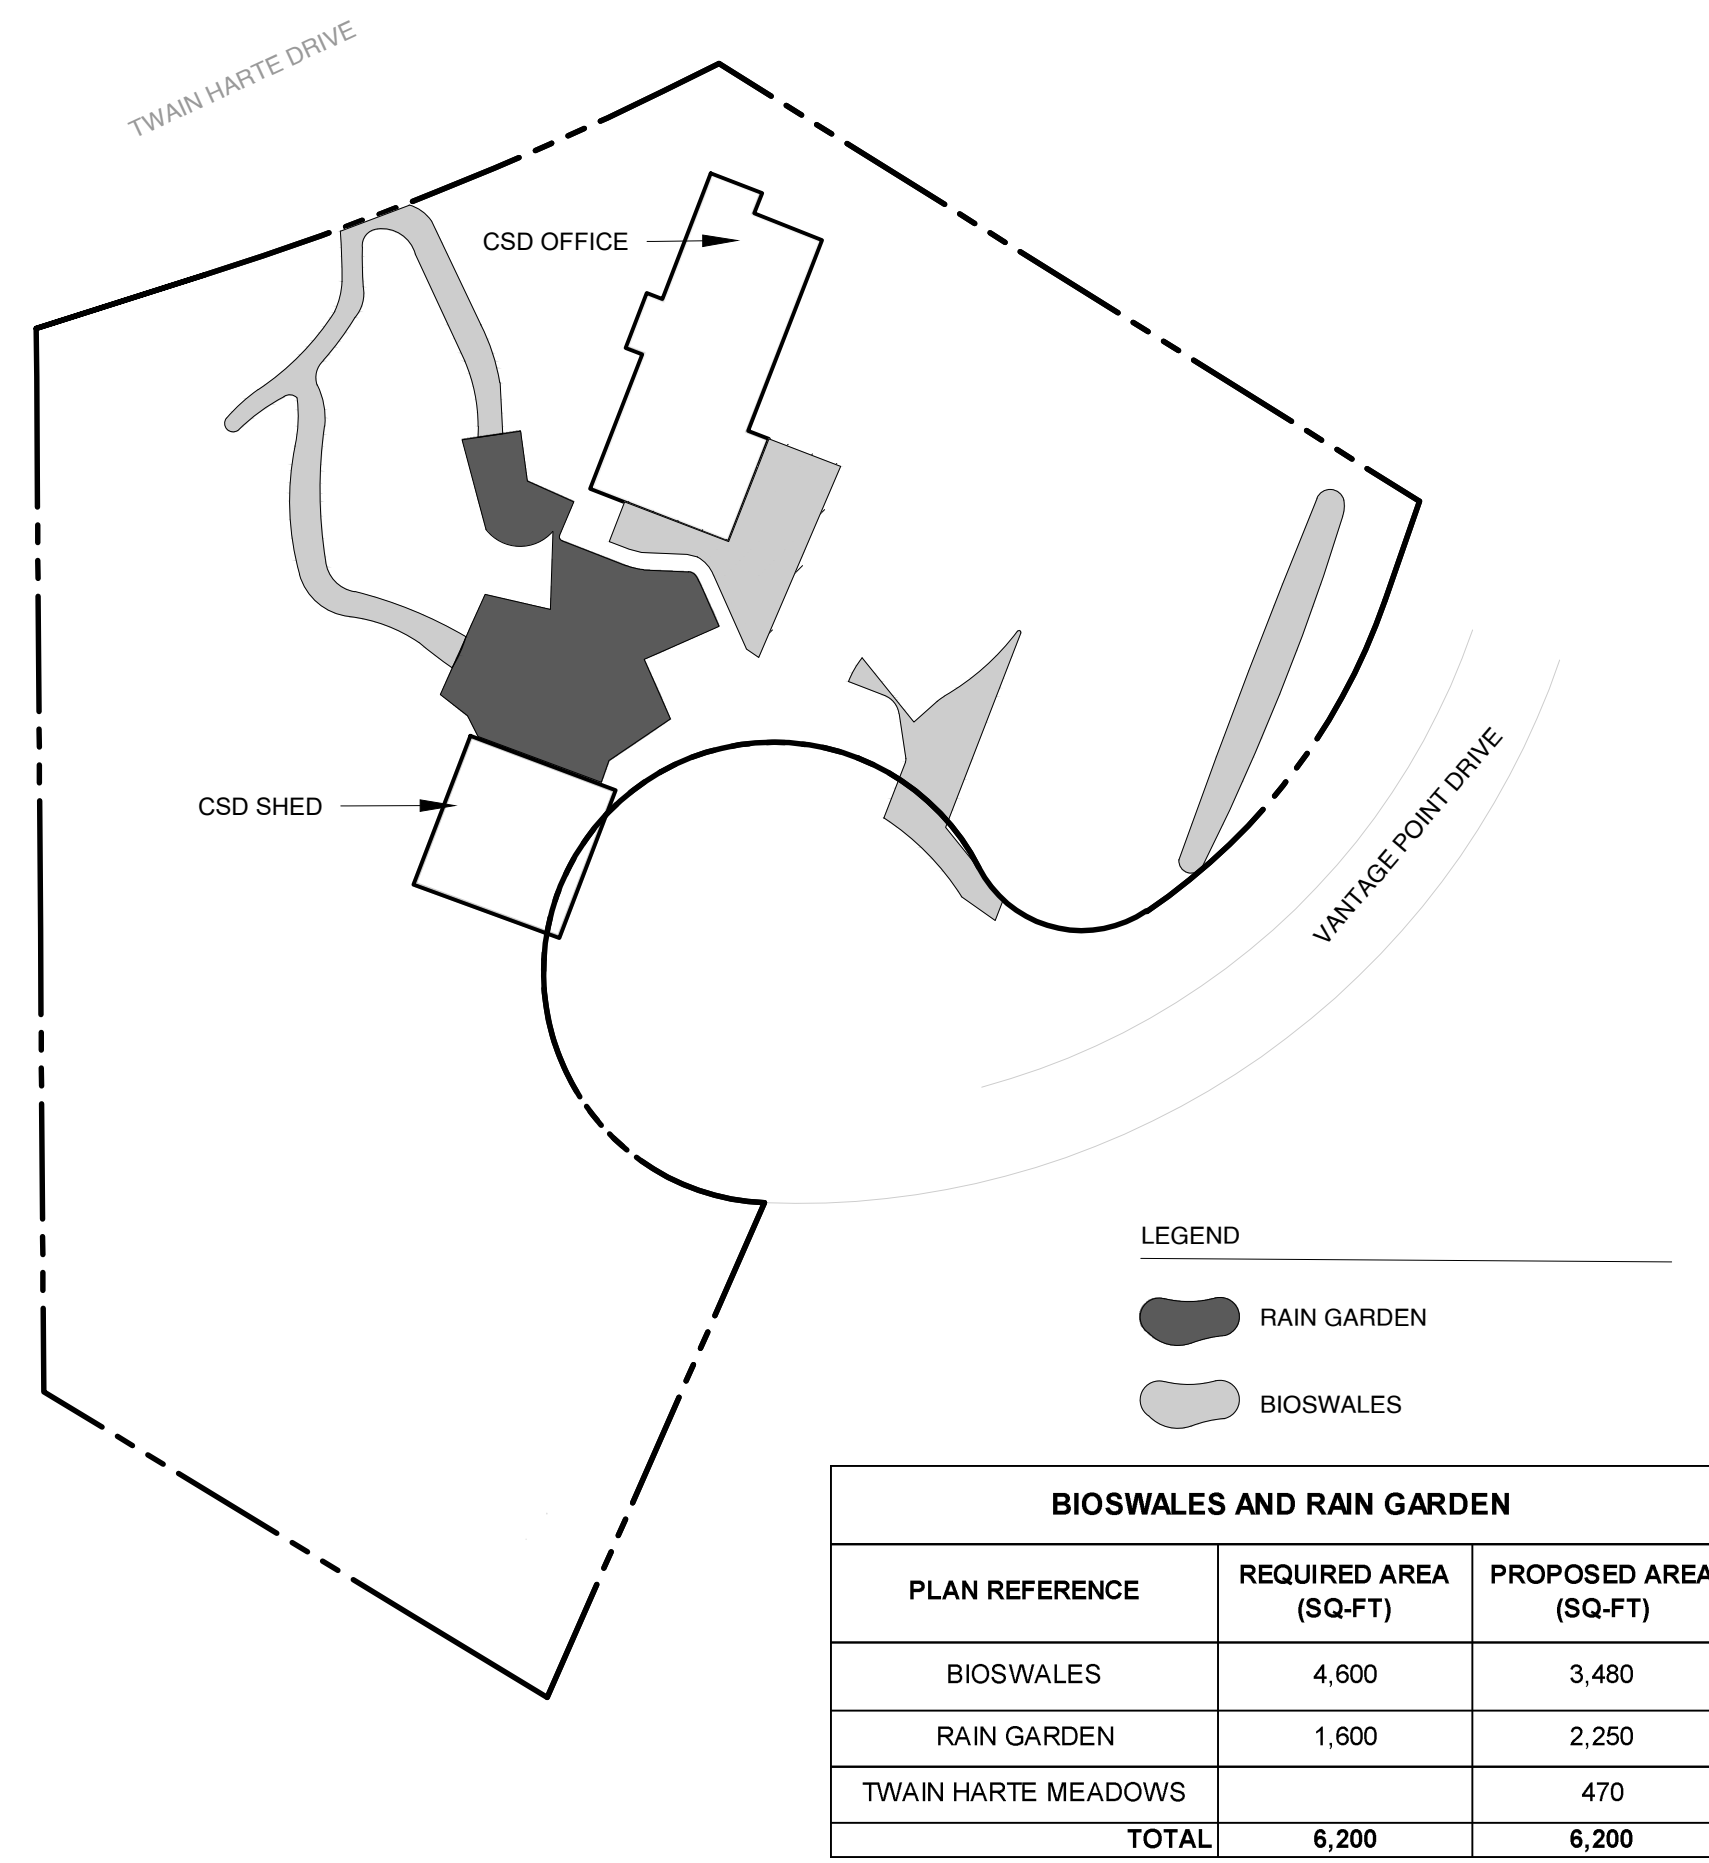 TWAIN HARTE DRIVE
CSD OFFICE
CSD SHED
VANTAGE POINT DRIVE
LEGEND
RAIN GARDEN
BIOSWALES
BIOSWALES AND RAIN GARDEN
PLAN REFERENCE
REQUIRED AREA
(SQ-FT)
PROPOSED AREA
(SQ-FT)
BIOSWALES 4,600 3,480
RAIN GARDEN 1,600 2,250
TWAIN HARTE MEADOWS 470
TOTAL 6,200 6,200